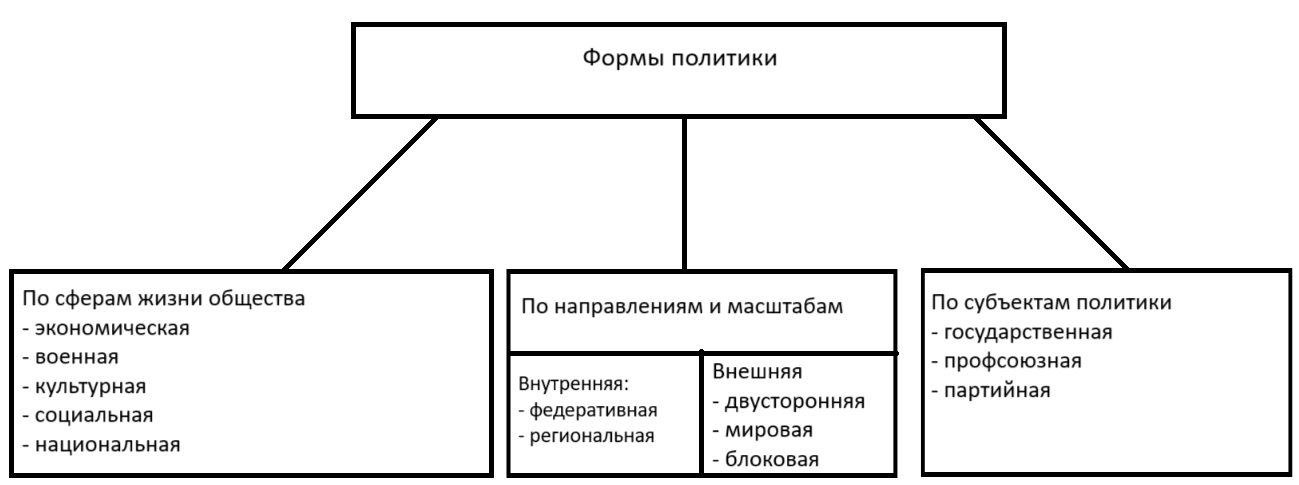 Формы политики
По сферам жизни общества
- экономическая
- военная
- культурная
- социальная
- национальная
По направлениям и масштабам
Внутренняя:
- федеративная
- региональная
Внешняя
- двусторонняя
- мировая
- блоковая
По субъектам политики
- государственная
- профсоюзная
- партийная